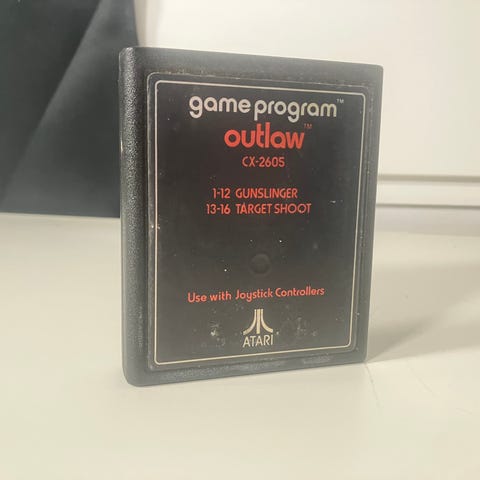 game program™
outlaw™
CX-2605
1-12 GUNSLINGER
13-16 TARGET SHOOT
Use with Joystick Controllers
ATARI